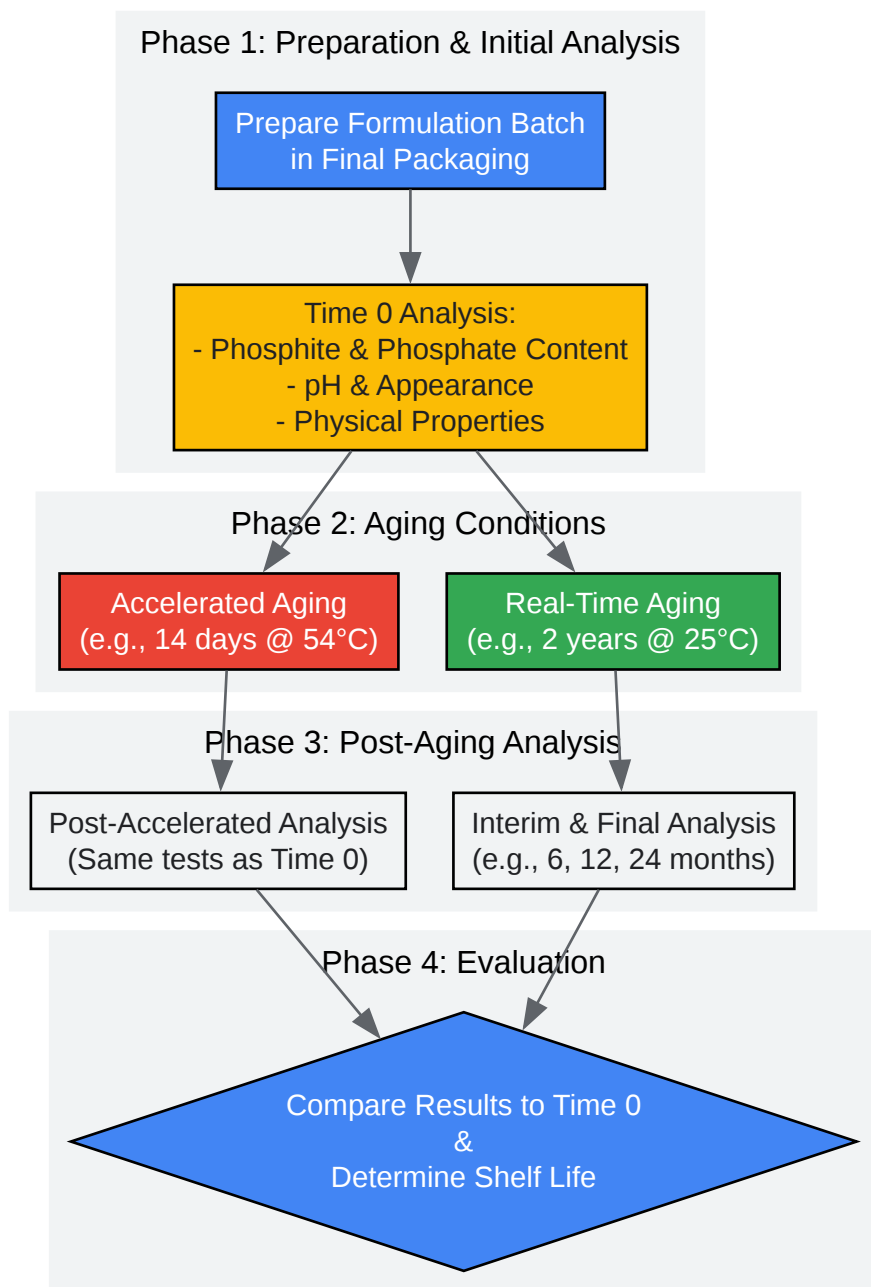 Phase 1: Preparation & Initial Analysis
Prepare Formulation Batch
in Final Packaging
Time 0 Analysis:
- Phosphite & Phosphate Content
- pH & Appearance
- Physical Properties
Phase 2: Aging Conditions
Accelerated Aging
(e.g., 14 days @ 54°C)
Real-Time Aging
(e.g., 2 years @ 25°C)
Phase 3: Post-Aging Analysis
Post-Accelerated Analysis
(Same tests as Time 0)
Interim & Final Analysis
(e.g., 6, 12, 24 months)
Phase 4: Evaluation
Compare Results to Time 0
&
Determine Shelf Life